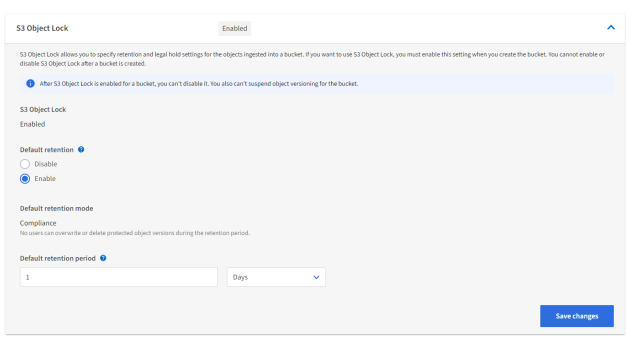 S3 Object Lock Enabled
S3 Object Lock allows you to specify retention and legal hold settings for the objects ingested into a bucket. If you want to use S3 Object Lock, you must enable this setting when you create the bucket. You cannot enable or
disable S3 Object Lock after a bucket is created.
After S3 Object Lock is enabled for a bucket, you can't disable it. You also can't suspend object versioning for the bucket.
S3 Object Lock
Enabled
Default retention
Disable
Enable
Default retention mode
Compliance
No users can overwrite or delete protected object versions during the retention period.
Default retention period
1 Days
Save changes